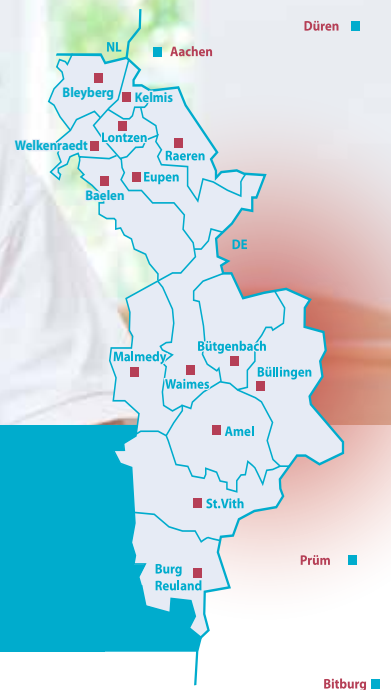 Düren
NL
Aachen
Bleyberg
Kelmis
Lontzen
Welkenraedt
Raeren
Eupen
Baelen
DE
Bütgenbach
Malmedy
Büllingen
Waimes
Amel
St.Vith
Prüm
Burg
Reuland
Bitburg